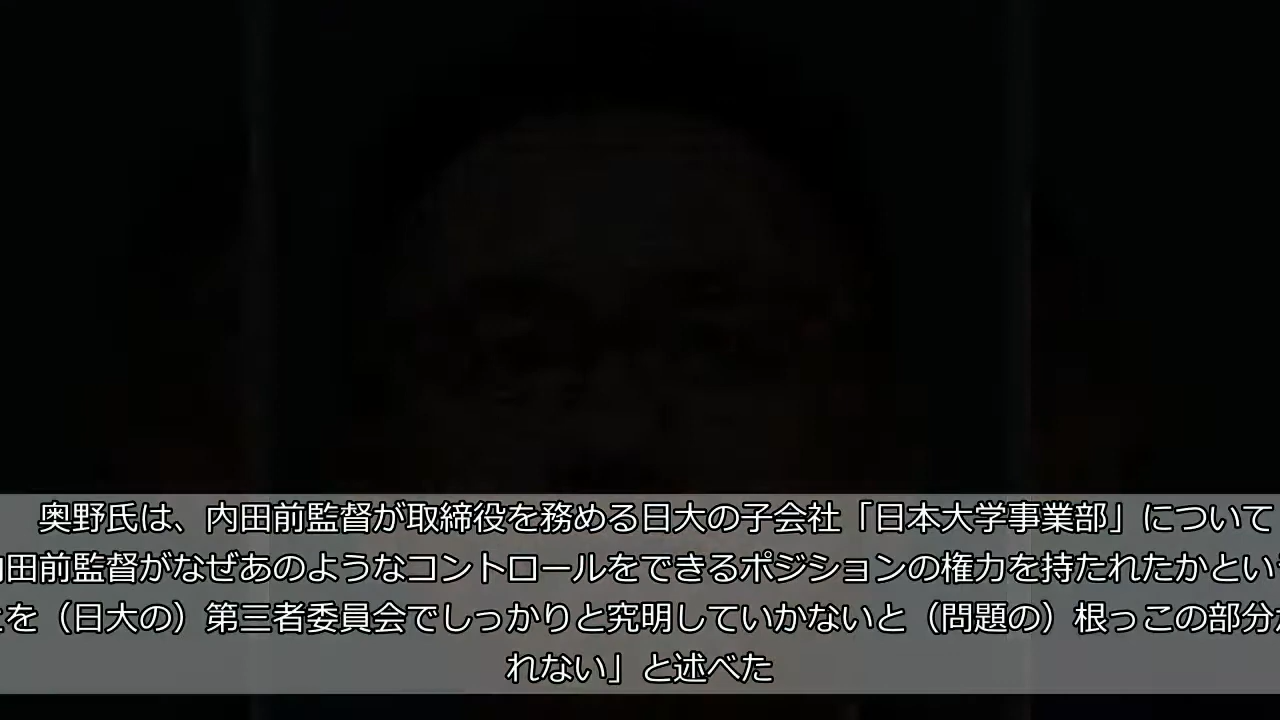 奥野氏は、内田前監督が取締役を務める日大の子会社「日本大学事業部」について
田前監督がなぜあのようなコントロールをできるポジションの権力を持たれたかとい
を（日大の）第三者委員会でしっかりと究明していかないと（問題の）根っこの部分
れない」と述べた